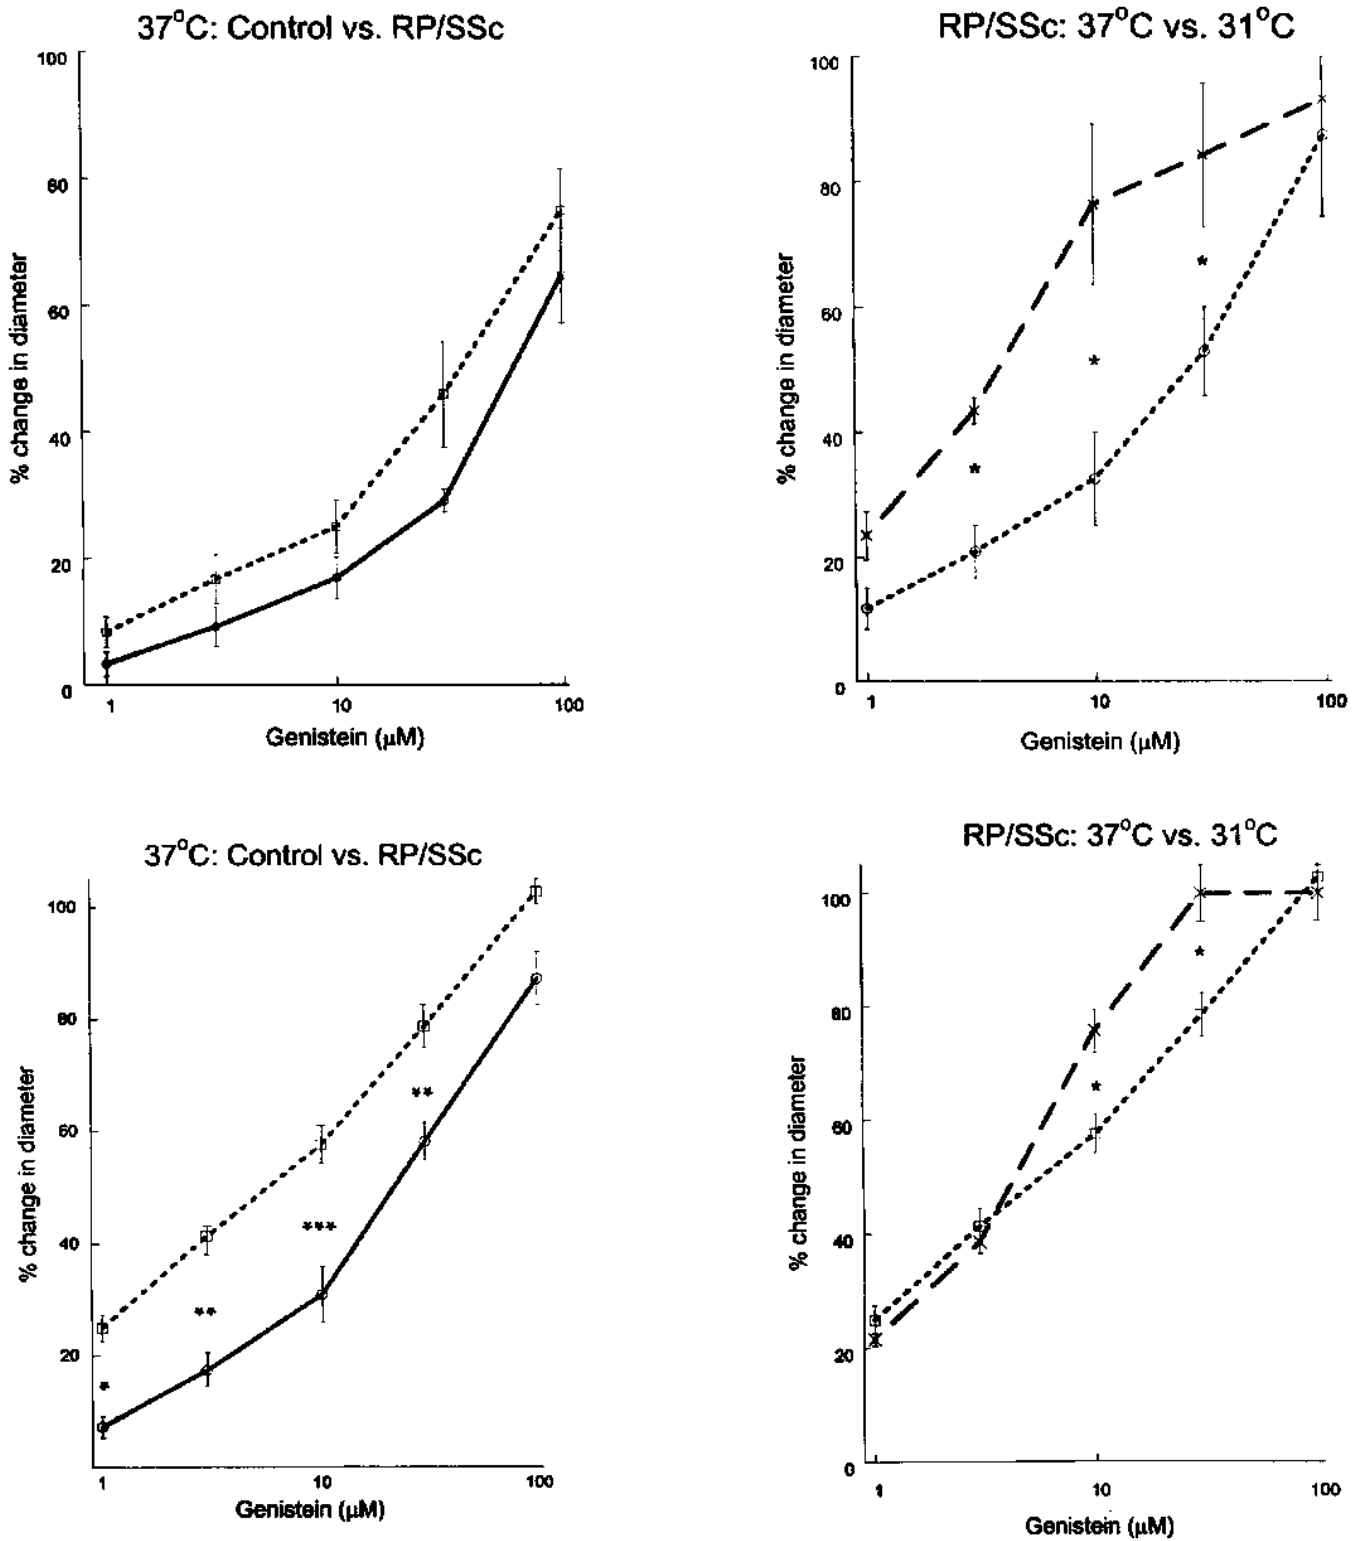 37°C: Control vs. RP/SSc
100
80
60
40
20
0
% change in diameter
1 10 100
Genistein (μM)
RP/SSc: 37°C vs. 31°C
100
80
60
40
20
0
% change in diameter
*
*
*
1 10 100
Genistein (μM)
37°C: Control vs. RP/SSc
100
80
60
40
20
% change in diameter
**
***
**
*
1 10 100
Genistein (μM)
RP/SSc: 37°C vs. 31°C
100
80
60
40
20
0
% change in diameter
*
*
1 10 100
Genistein (μM)